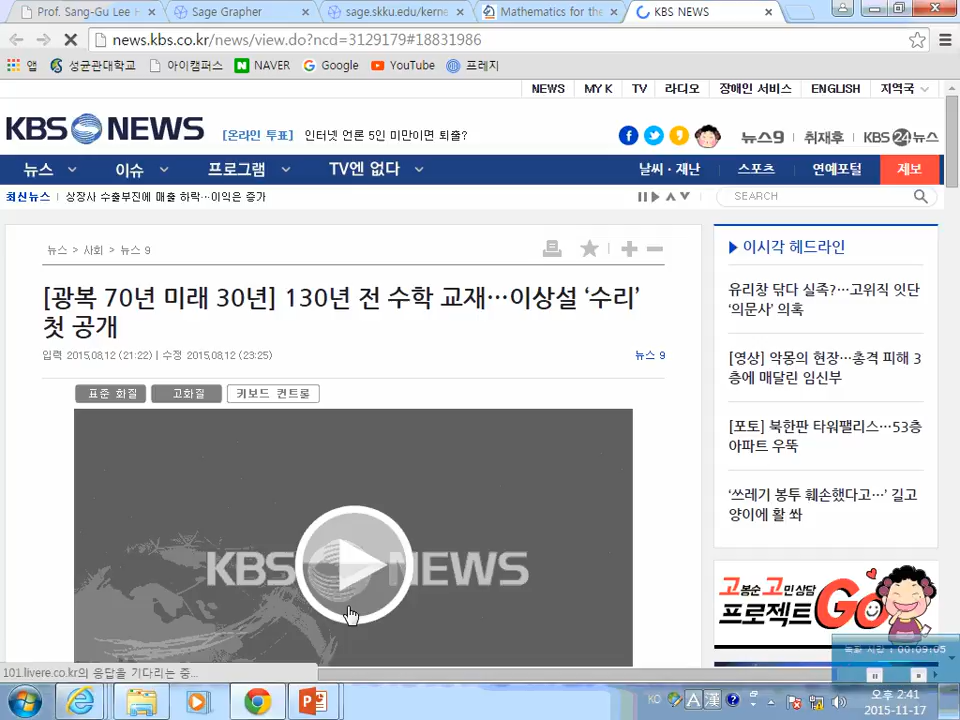 Prof. Sang-Gu Lee H
Sage Grapher
sage.skku.edu/kerne
Mathematics for the
KBS NEWS
news.kbs.co.kr/news/view.do?ncd=3129179#18831986
앱
성균관대학교
아이캠퍼스
NAVER
Google
YouTube
프레지
NEWS
MY K
TV
라디오
장애인 서비스
ENGLISH
지역국
KBS NEWS
[온라인 투표] 인터넷 언론 5인 미만이면 퇴출?
뉴스9
취재후
KBS 24 뉴스
뉴스
이슈
프로그램
TV엔 없다
날씨·재난
스포츠
연예포털
제보
최신뉴스
상장사 수출부진에 매출 하락…이익은 증가
SEARCH
뉴스 > 사회 > 뉴스 9
[광복 70년 미래 30년] 130년 전 수학 교재…이상설 ‘수리’
첫 공개
입력 2015.08.12 (21:22) | 수정 2015.08.12 (23:25)
뉴스 9
표준 화질
고화질
키보드 컨트롤
KBS NEWS
이시각 헤드라인
유리창 닦다 실족?…고위직 잇단
‘의문사’ 의혹
[영상] 악몽의 현장…총격 피해 3
층에 매달린 임신부
[포토] 북한판 타워팰리스…53층
아파트 우뚝
‘쓰레기 봉투 훼손했다고…’ 길고
양이에 활 쏴
고봉순 고민상담
프로젝트 Go
녹화 시간 : 00:09:05
101.livere.co.kr의 응답을 기다리는 중...
KO
A
漢
오후 2:41
2015-11-17